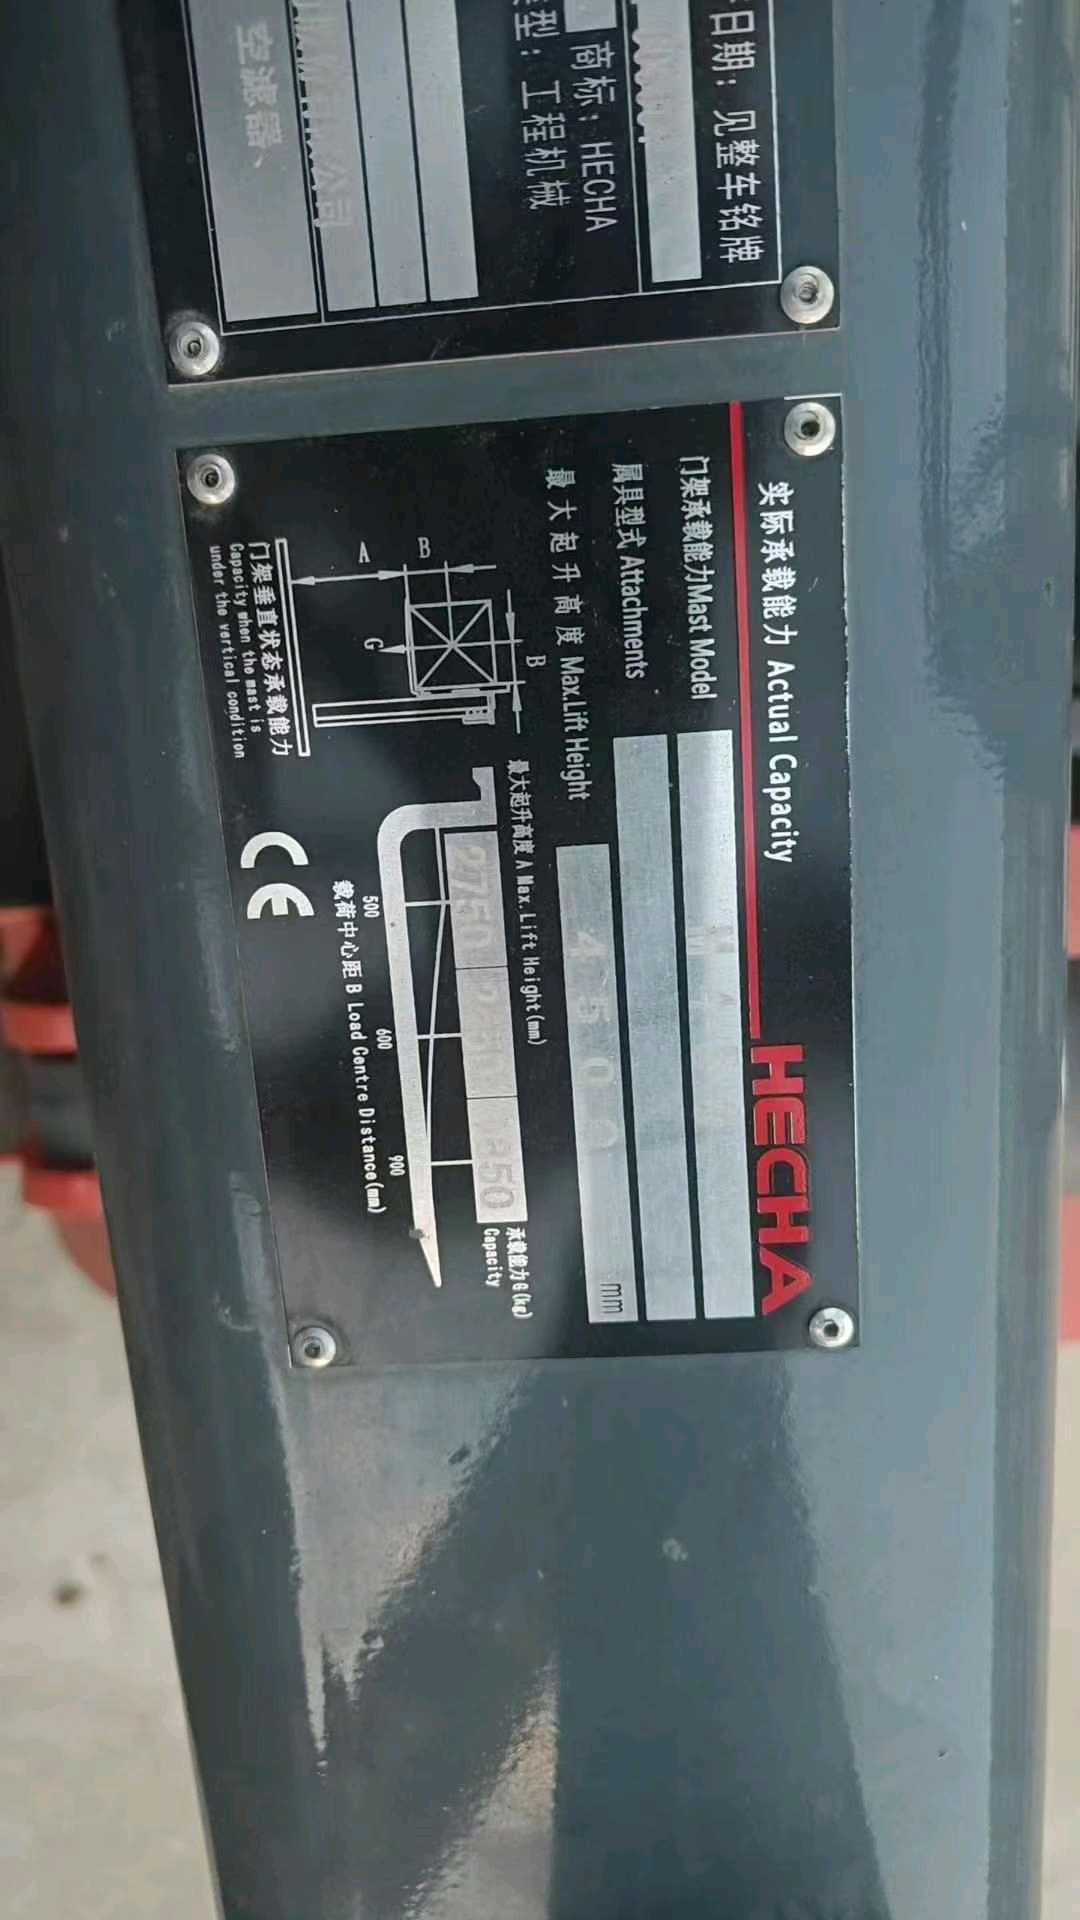 日期：见整车铭牌
商标：HECHA
型：工程机械
公司
空滤器、
实际承载能力 Actual Capacity
HECHA
门架承载能力Mast Model
属具型式 Attachments
最大起升高度 Max.Lift Height
4500
mm
最大起升高度 A Max.Lift Height(mm)
B
B
A
G
2750
850
承载能力G(kg)
Capacity
500
600
900
载荷中心距 B Load Centre Distance(mm)
门架垂直状态承载能力
Capacity when the mast is
under the vertical condition
CE